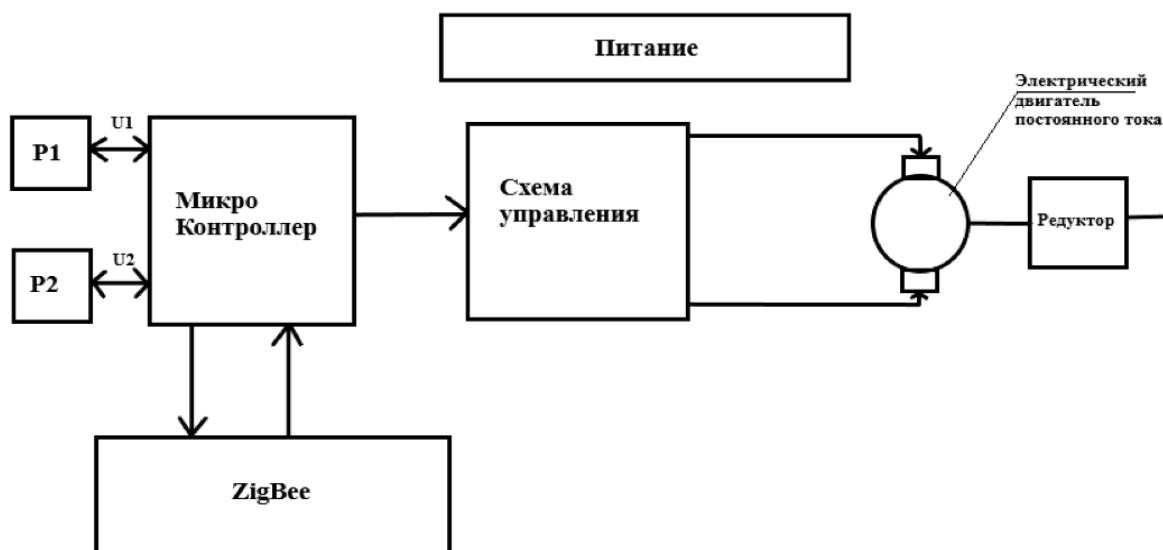 Питание
Электрический
двигатель
постоянного тока
P1
U1
Микро
Контроллер
Схема
управления
Редуктор
P2
U2
ZigBee